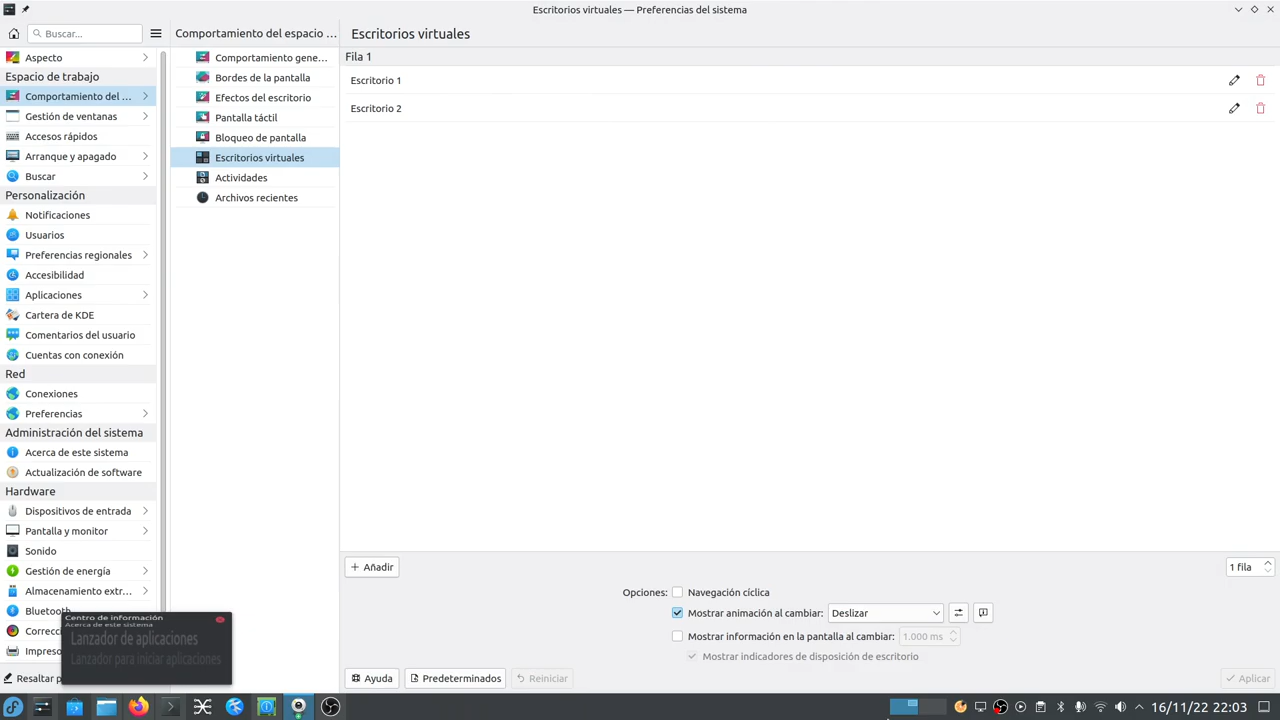 Escritorios virtuales — Preferencias del sistema
Buscar...
Comportamiento del espacio ...
Escritorios virtuales
Aspecto
Espacio de trabajo
Comportamiento del ...
Gestión de ventanas
Accesos rápidos
Arranque y apagado
Buscar
Personalización
Notificaciones
Usuarios
Preferencias regionales
Accesibilidad
Aplicaciones
Cartera de KDE
Comentarios del usuario
Cuentas con conexión
Red
Conexiones
Preferencias
Administración del sistema
Acerca de este sistema
Actualización de software
Hardware
Dispositivos de entrada
Pantalla y monitor
Sonido
Gestión de energía
Almacenamiento extr...
Bluetooth
Correcc
Impreso
Resaltar p
Comportamiento gene...
Bordes de la pantalla
Efectos del escritorio
Pantalla táctil
Bloqueo de pantalla
Escritorios virtuales
Actividades
Archivos recientes
Fila 1
Escritorio 1
Escritorio 2
Añadir
1 fila
Opciones:
Navegación cíclica
Mostrar animación al cambiar:
Deslizar
Mostrar información en la pantalla al cambiar:
1.000 ms
Mostrar indicadores de disposición de escritorio
Ayuda
Predeterminados
Reiniciar
Aplicar
Centro de información
Acerca de este sistema
Lanzador de aplicaciones
Lanzador para iniciar aplicaciones
16/11/22 22:03